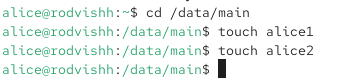 alice@rodvishh:~$ cd /data/main
alice@rodvishh:/data/main$ touch alice1
alice@rodvishh:/data/main$ touch alice2
alice@rodvishh:/data/main$